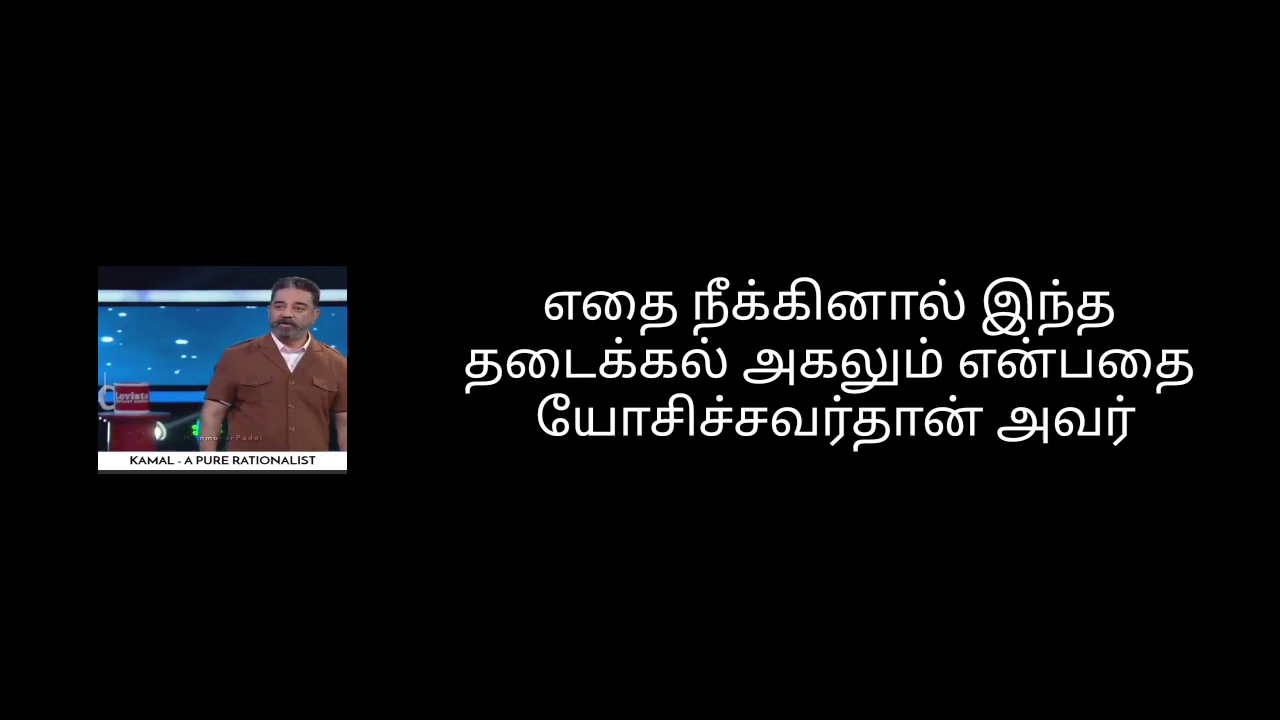 எதை நீக்கினால் இந்த
தடைக்கல் அகலும் என்பதை
யோசிச்சவர்தான் அவர்
KAMAL - A PURE RATIONALIST